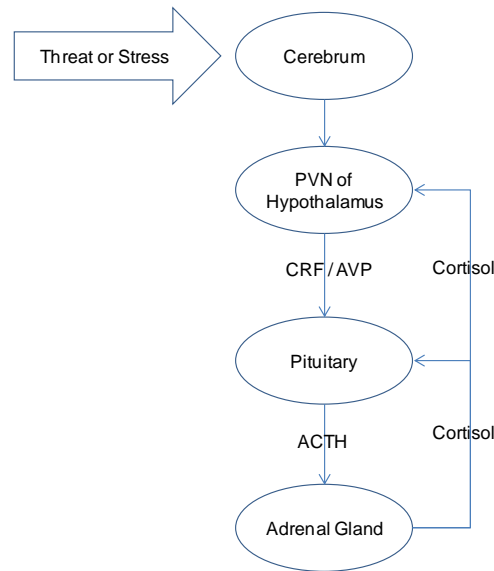 Threat or Stress
Cerebrum
PVN of
Hypothalamus
CRF / AVP
Cortisol
Pituitary
ACTH
Cortisol
Adrenal Gland